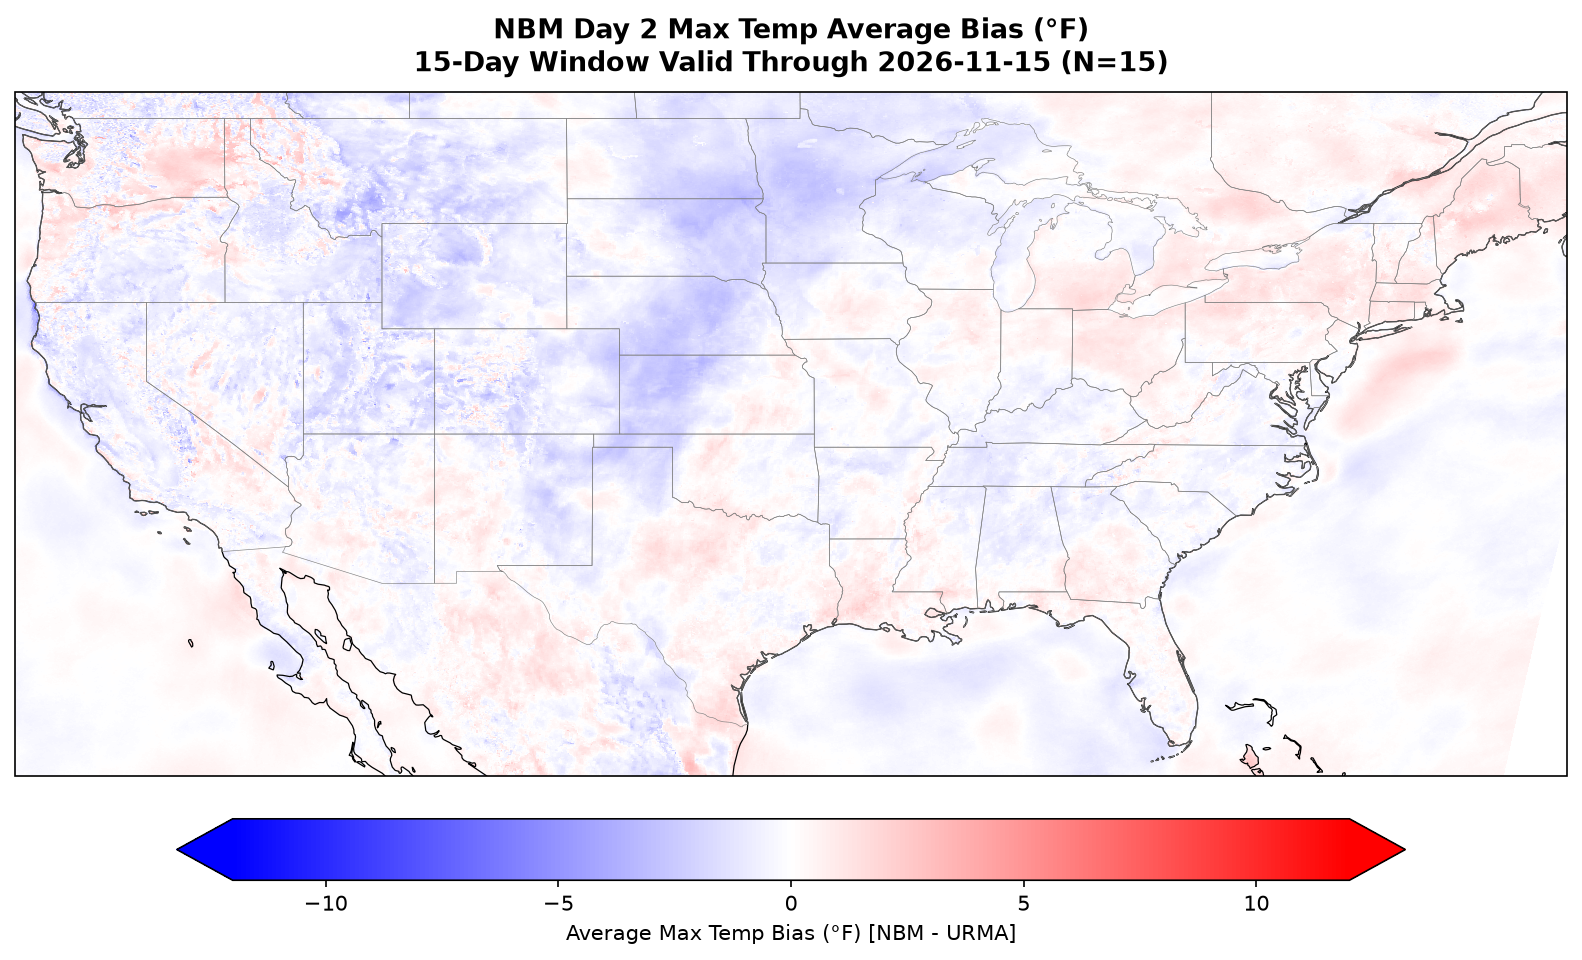 NBM Day 2 Max Temp Average Bias (°F)
15-Day Window Valid Through 2026-11-15 (N=15)
−10 −5 0 5 10
Average Max Temp Bias (°F) [NBM - URMA]